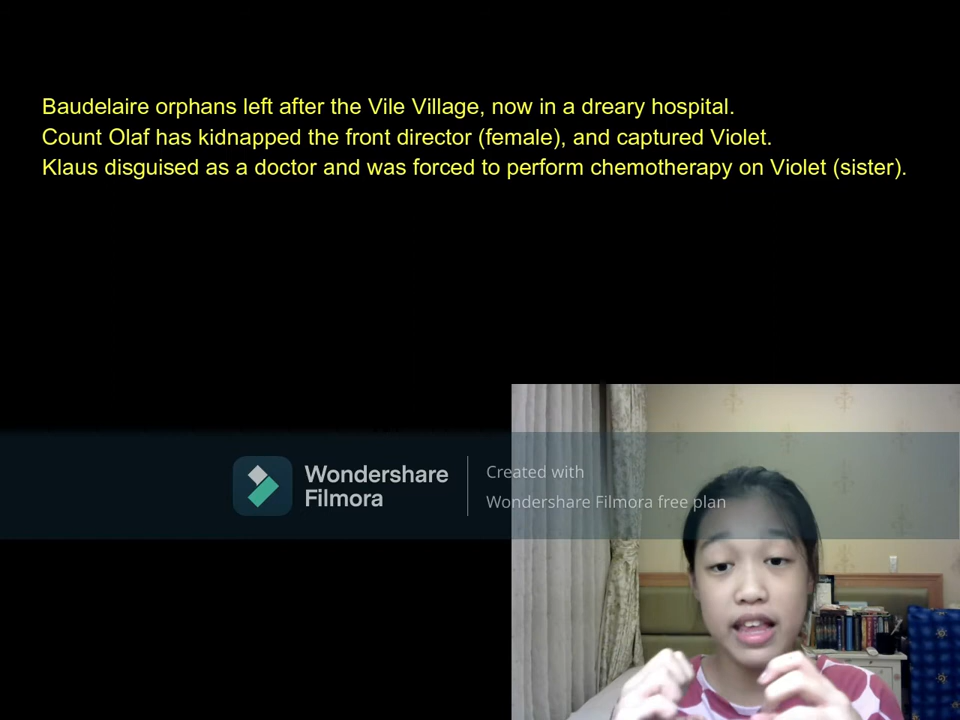 Baudelaire orphans left after the Vile Village, now in a dreary hospital.
Count Olaf has kidnapped the front director (female), and captured Violet.
Klaus disguised as a doctor and was forced to perform chemotherapy on Violet (sister).
Wondershare
Filmora
Created with
Wondershare Filmora free plan